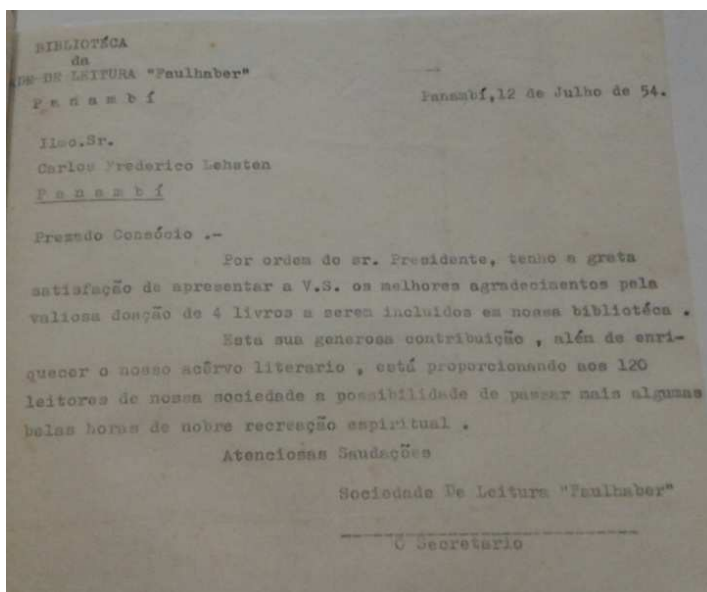 BIBLIOTÉCA
da
DE LEITURA "Faulhaber"
P a n a m b í
Panambí,12 de Julho de 54.
Ilmo.Sr.
Carlos Frederico Lehsten
P a n a m b í
Prezado Consócio .-
Por ordem do sr. Presidente, tenho a grata
satisfação de apresentar a V.S. os melhores agradecimentos pela
valiosa doação de 4 livros a serem incluidos em nossa bibliotéca .
Esta sua generosa contribuição , além de enri-
quecer o nosso acêrvo literario , está proporcionando aos 120
leitores de nossa sociedade a possibilidade de passar mais algumas
belas horas de nobre recreação espiritual .
Atenciosas Saudações
Sociedade De Leitura "Faulhaber"
O Secretario